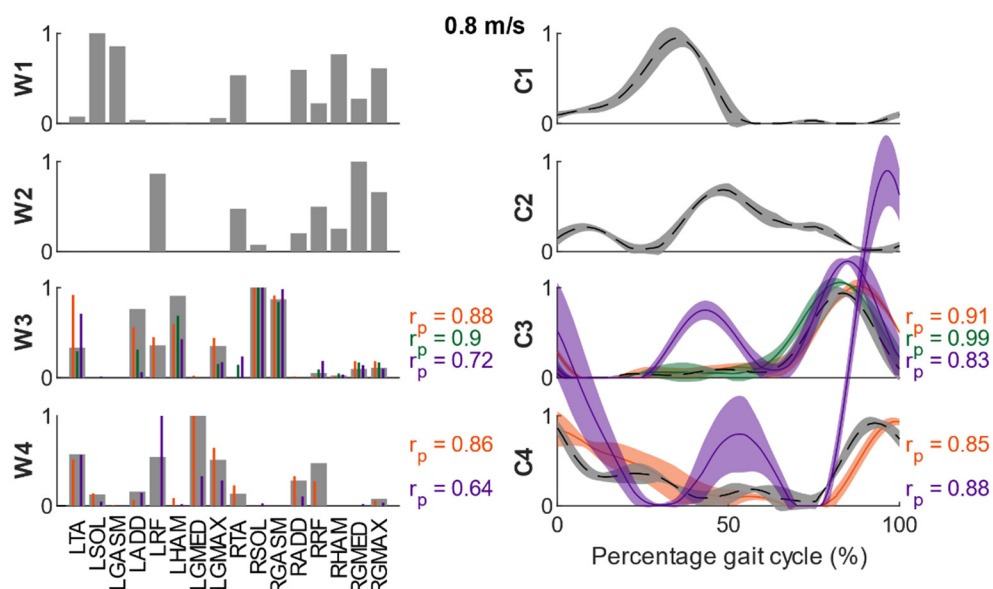 0.8 m/s
W1
1
0
C1
1
0
W2
1
0
C2
1
0
W3
1
0
r_p = 0.88
r_p = 0.9
r_p = 0.72
C3
1
0
r_p = 0.91
r_p = 0.99
r_p = 0.83
W4
1
0
r_p = 0.86
r_p = 0.64
C4
1
0
r_p = 0.85
r_p = 0.88
LTA
LSOL
LGASM
LADD
LRF
LHAM
LGMED
LGMAX
RTA
RSOL
RGASM
RADD
RRF
RHAM
RGMED
RGMAX
0 50 100
Percentage gait cycle (%)